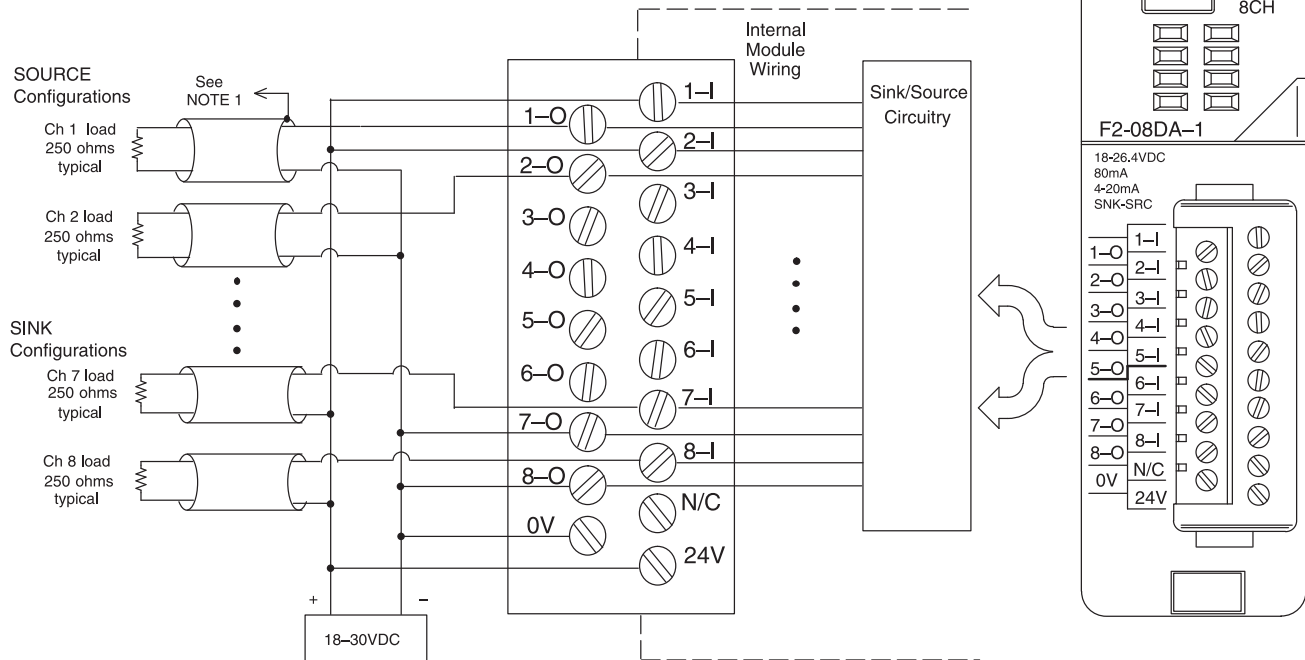 SOURCE
Configurations
See
NOTE 1
Ch 1 load
250 ohms
typical
Ch 2 load
250 ohms
typical
SINK
Configurations
Ch 7 load
250 ohms
typical
Ch 8 load
250 ohms
typical
+
–
18–30VDC
Internal
Module
Wiring
1–I
1–O
2–I
2–O
3–I
3–O
4–I
4–O
5–I
5–O
6–I
6–O
7–I
7–O
8–I
8–O
N/C
0V
24V
Sink/Source
Circuitry
8CH
F2-08DA–1
18-26.4VDC
80mA
4-20mA
SNK-SRC
1–I
1–O
2–I
2–O
3–I
3–O
4–I
4–O
5–I
5–O
6–I
6–O
7–I
7–O
8–I
8–O
N/C
0V
24V